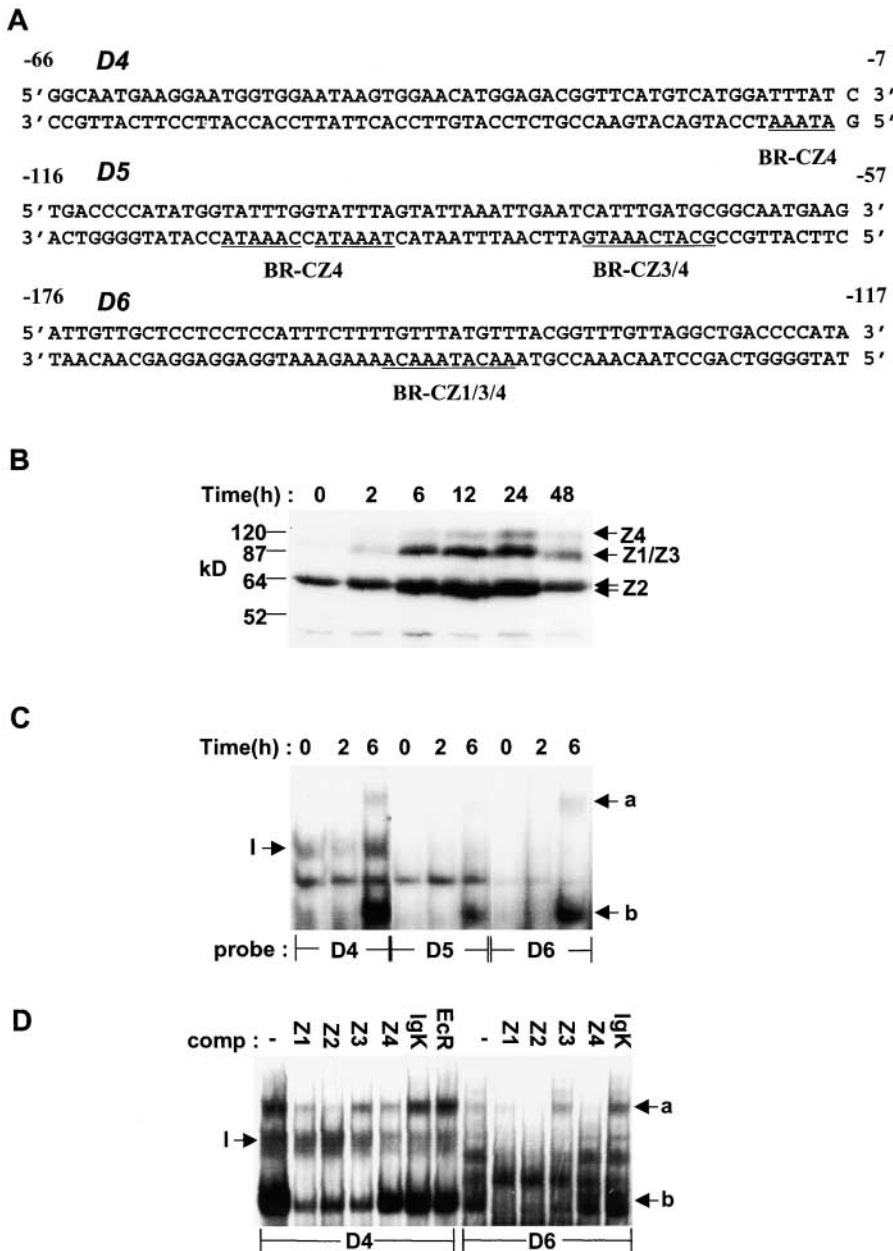 A
-66 D4 -7
5'GGCAATGAAGGAATGGTGGAATAAGTGGAACATGGAGACGGTTCATGTCATGGATTTAT C 3'
3'CCGTTACTTCCTTACCACCTTATTCACCTTGTACCTCTGCCAAGTACAGTACCTAAATA G 5'
BR-CZ4
-116 D5 -57
5'TGACCCCATATGGTATTTGGTATTTAGTATTAAATTGAATCATTTGATGCGGCAATGAAG 3'
3'ACTGGGGTATACCATAAACCATAAATCATAATTTAACTTAGTAAACTACGCCGTTACTTC 5'
BR-CZ4 BR-CZ3/4
-176 D6 -117
5'ATTGTTGCTCCTCCTCCATTTCTTTTGTTTATGTTTACGGTTTGTTAGGCTGACCCCATA 3'
3'TAACAACGAGGAGGAGGTAAAGAAAACAAATACAAATGCCAAACAATCCGACTGGGGTAT 5'
BR-CZ1/3/4
B
Time(h) : 0 2 6 12 24 48
120 Z4
87 Z1/Z3
kD
64 Z2
52
C
Time(h) : 0 2 6 0 2 6 0 2 6
a
I
b
probe : D4 D5 D6
D
comp : - Z1 Z2 Z3 Z4 IgK EcR - Z1 Z2 Z3 Z4 IgK
a
I
b
D4 D6